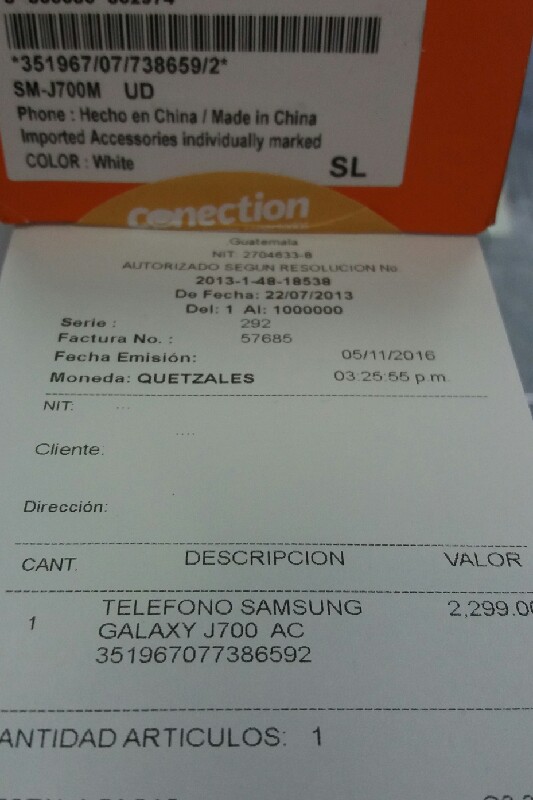 *351967/07/738659/2*
SM-J700M UD
Phone : Hecho en China / Made in China
Imported Accessories individually marked
COLOR : White
SL
conection
Guatemala
NIT. 2704633-8
AUTORIZADO SEGUN RESOLUCION No.
2013-1-48-18538
De Fecha: 22/07/2013
Del: 1 Al: 1000000
Serie : 292
Factura No. : 57685
Fecha Emisión: 05/11/2016
Moneda: QUETZALES 03:25:55 p.m.
NIT:
Cliente:
Dirección:
CANT. DESCRIPCION VALOR
1 TELEFONO SAMSUNG 2,299.00
GALAXY J700 AC
351967077386592
ANTIDAD ARTICULOS: 1